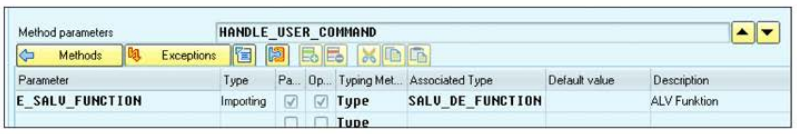 Method parameters HANDLE_USER_COMMAND
Methods Exceptions
Parameter Type Pa... Op... Typing Met... Associated Type Default value Description
E_SALV_FUNCTION Importing Type SALV_DE_FUNCTION ALV Funktion
Type